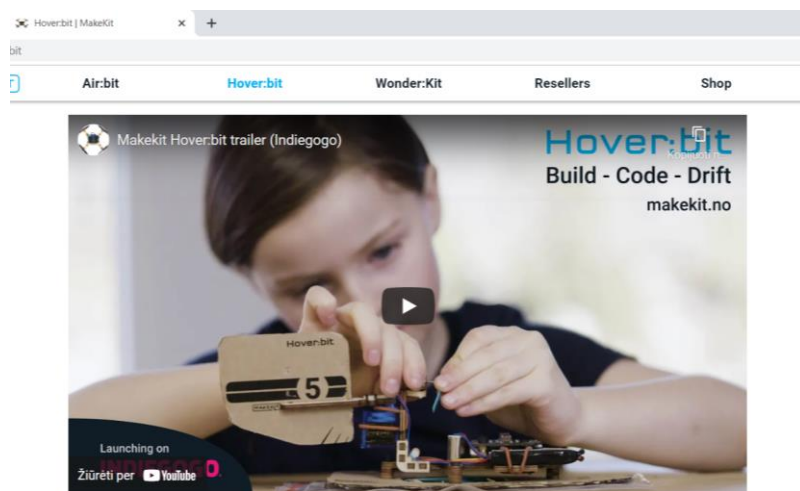 Hover:bit | MakeKit
bit
Air:bit Hover:bit Wonder:Kit Resellers Shop
Makekit Hover:bit trailer (Indiegogo)
Hover:bit
Build - Code - Drift
makekit.no
Hover:bit
5
Launching on
INDIEGOGO.
Žiūrėti per YouTube